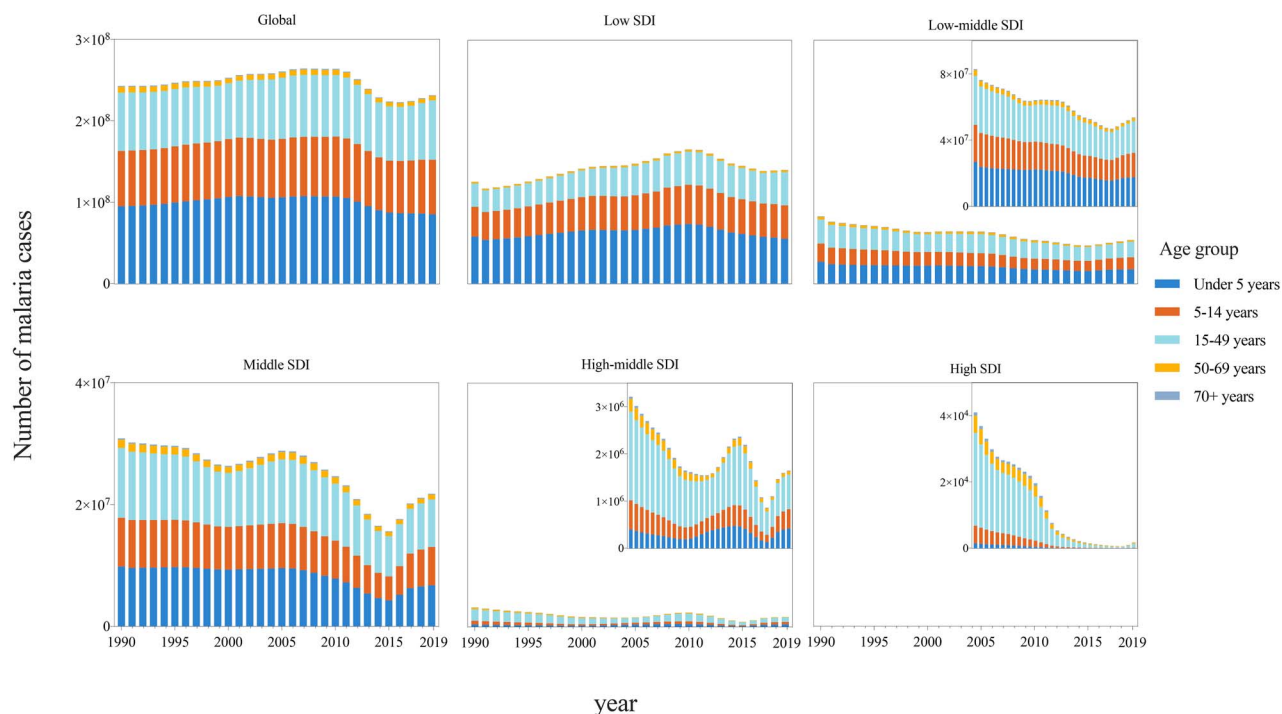 Global
Low SDI
Low-middle SDI
3×10⁸
2×10⁸
1×10⁸
0
8×10⁷
4×10⁷
0
Number of malaria cases
Age group
Under 5 years
5-14 years
15-49 years
50-69 years
70+ years
Middle SDI
High-middle SDI
High SDI
4×10⁷
2×10⁷
0
3×10⁶
2×10⁶
1×10⁶
0
4×10⁴
2×10⁴
0
1990 1995 2000 2005 2010 2015 2019
1990 1995 2000 2005 2010 2015 2019
1990 1995 2000 2005 2010 2015 2019
year